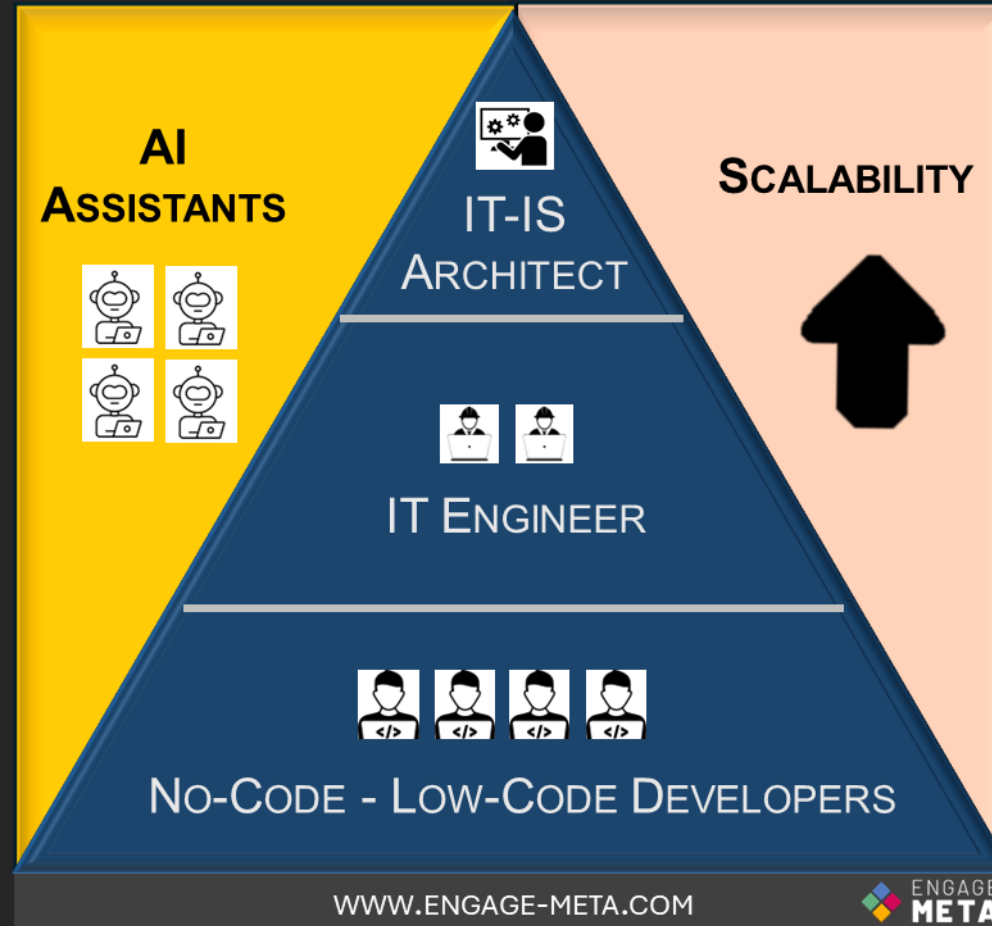 AI
ASSISTANTS
SCALABILITY
IT-IS
ARCHITECT
IT ENGINEER
</>
</>
</>
</>
NO-CODE - LOW-CODE DEVELOPERS
WWW.ENGAGE-META.COM
ENGAGE
META